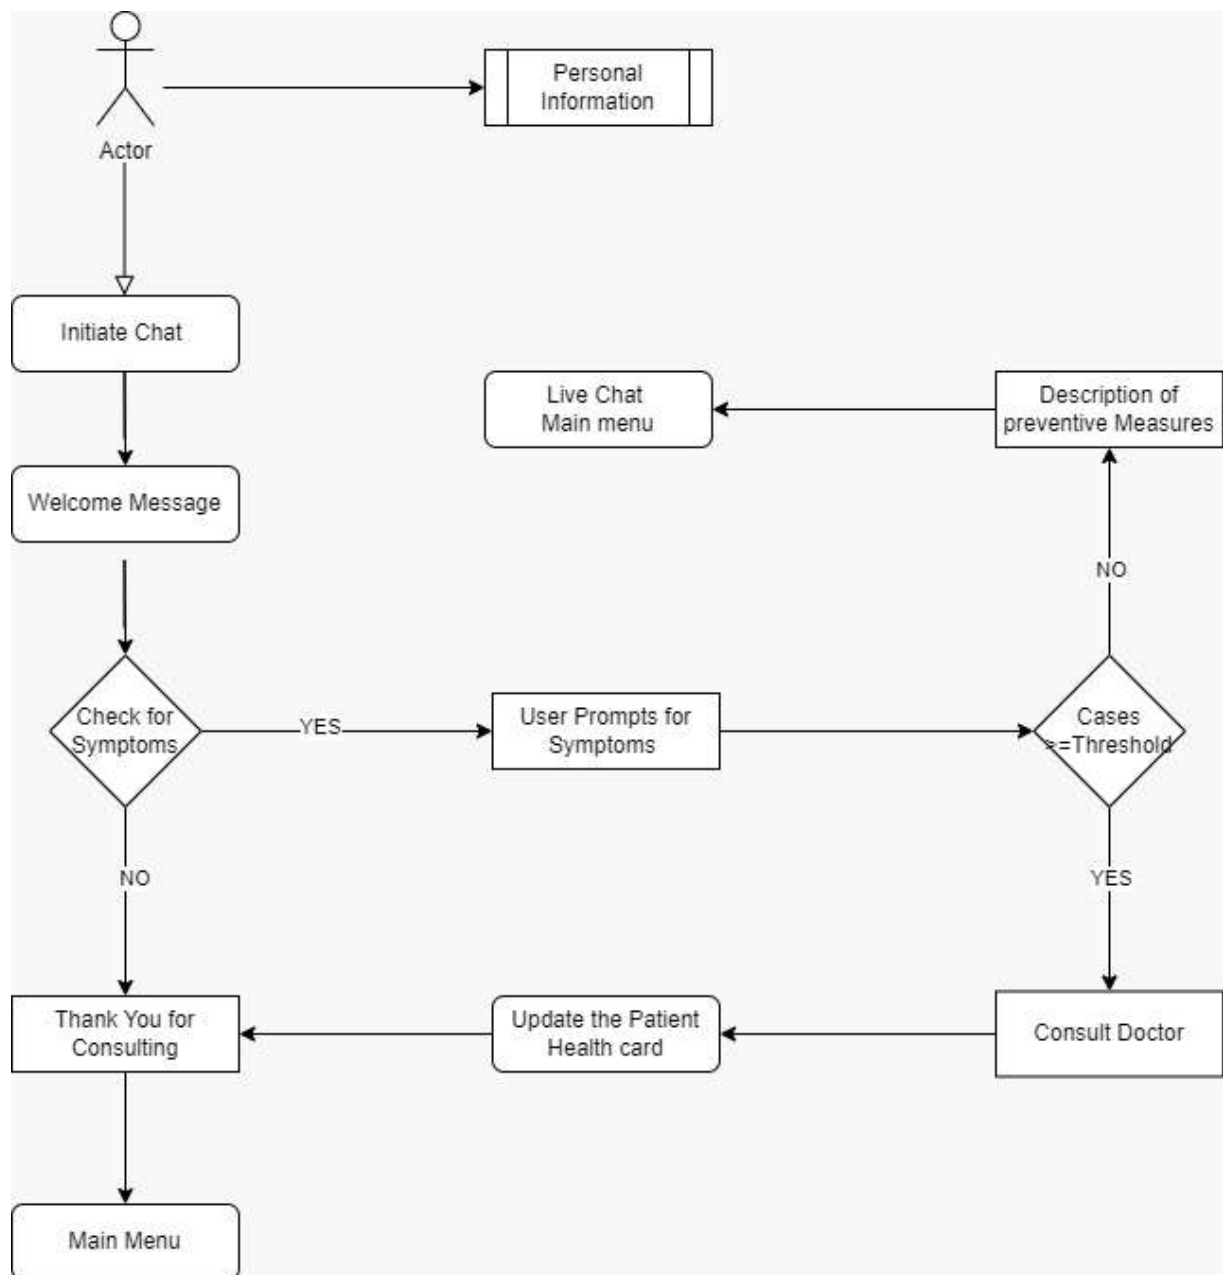 Personal
Information
Actor
Initiate Chat
Live Chat
Main menu
Description of
preventive Measures
Welcome Message
NO
Check for
Symptoms
YES
User Prompts for
Symptoms
Cases
>=Threshold
NO
YES
Thank You for
Consulting
Update the Patient
Health card
Consult Doctor
Main Menu